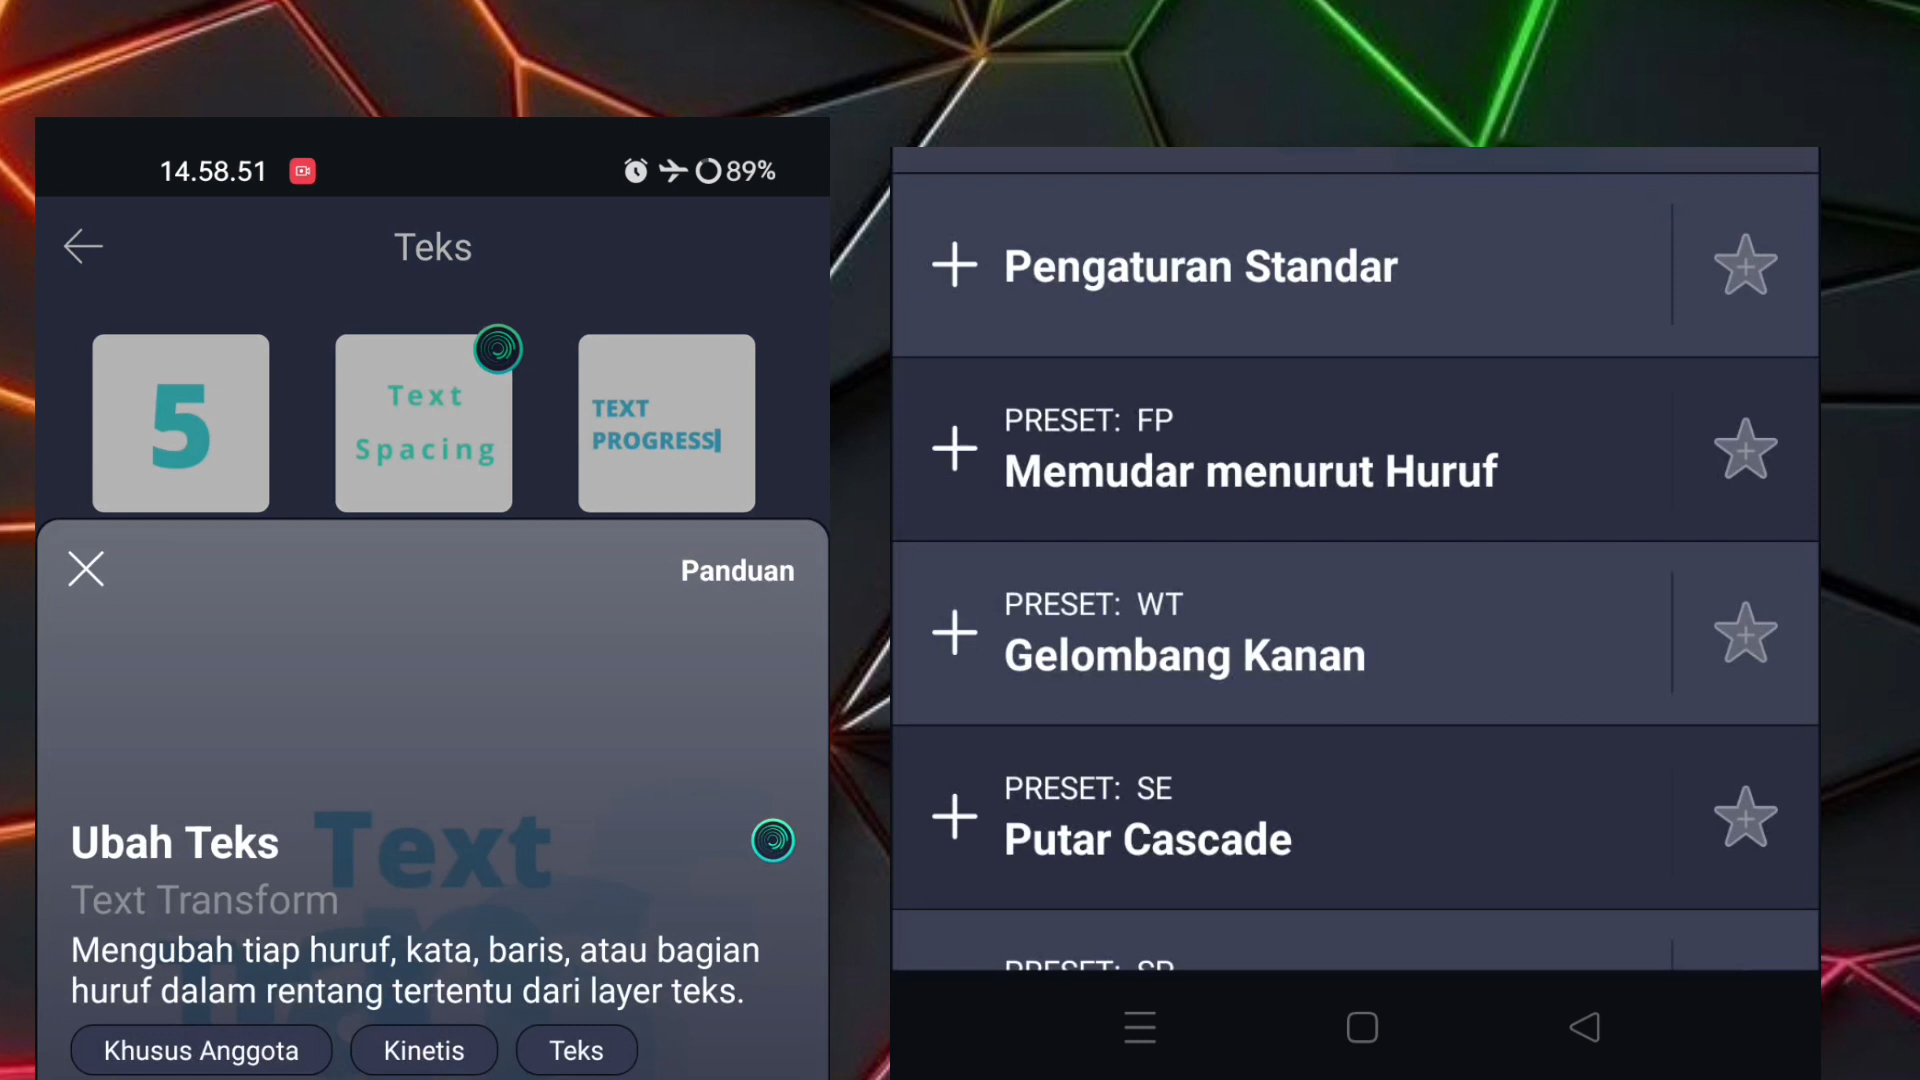 14.58.51
89%
Teks
5
Text
Spacing
TEXT
PROGRESS
Panduan
Text
Ubah Teks
Text Transform
Mengubah tiap huruf, kata, baris, atau bagian
huruf dalam rentang tertentu dari layer teks.
Khusus Anggota
Kinetis
Teks
Pengaturan Standar
PRESET: FP
Memudar menurut Huruf
PRESET: WT
Gelombang Kanan
PRESET: SE
Putar Cascade
PRESET: